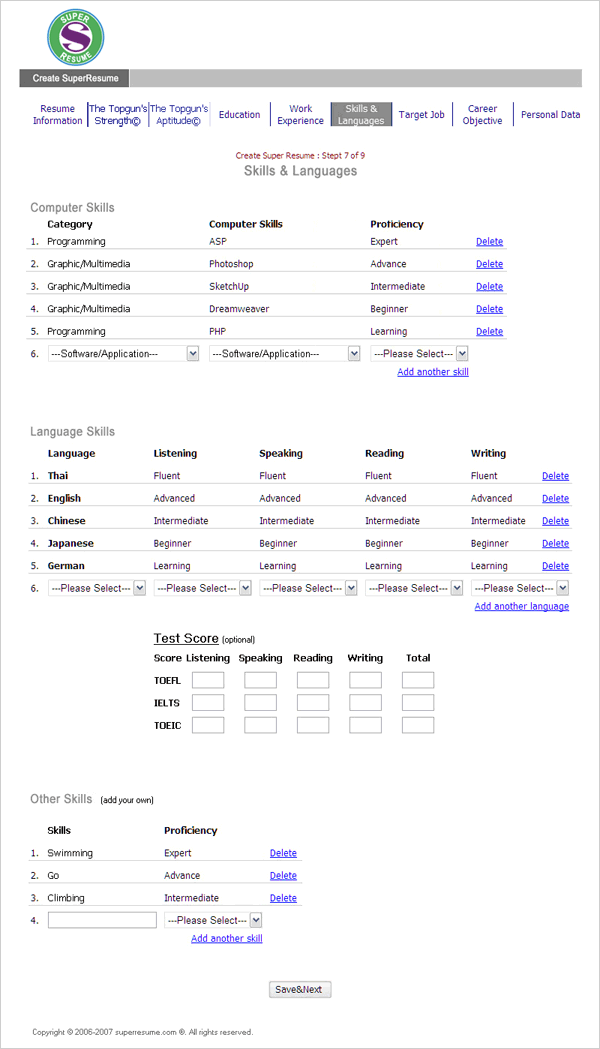 SUPER
S
RESUME
Create SuperResume
Resume Information
The Topgun's Strength©
The Topgun's Aptitude©
Education
Work Experience
Skills & Languages
Target Job
Career Objective
Personal Data
Create Super Resume : Stept 7 of 9
Skills & Languages
Computer Skills
Category Computer Skills Proficiency
1. Programming ASP Expert Delete
2. Graphic/Multimedia Photoshop Advance Delete
3. Graphic/Multimedia SketchUp Intermediate Delete
4. Graphic/Multimedia Dreamweaver Beginner Delete
5. Programming PHP Learning Delete
6. ---Software/Application--- ---Software/Application--- ---Please Select---
Add another skill
Language Skills
Language Listening Speaking Reading Writing
1. Thai Fluent Fluent Fluent Fluent Delete
2. English Advanced Advanced Advanced Advanced Delete
3. Chinese Intermediate Intermediate Intermediate Intermediate Delete
4. Japanese Beginner Beginner Beginner Beginner Delete
5. German Learning Learning Learning Learning Delete
6. ---Please Select--- ---Please Select--- ---Please Select--- ---Please Select--- ---Please Select---
Add another language
Test Score (optional)
Score Listening Speaking Reading Writing Total
TOEFL
IELTS
TOEIC
Other Skills (add your own)
Skills Proficiency
1. Swimming Expert Delete
2. Go Advance Delete
3. Climbing Intermediate Delete
4. ---Please Select---
Add another skill
Save&Next
Copyright © 2006-2007 superresume.com ®. All rights reserved.